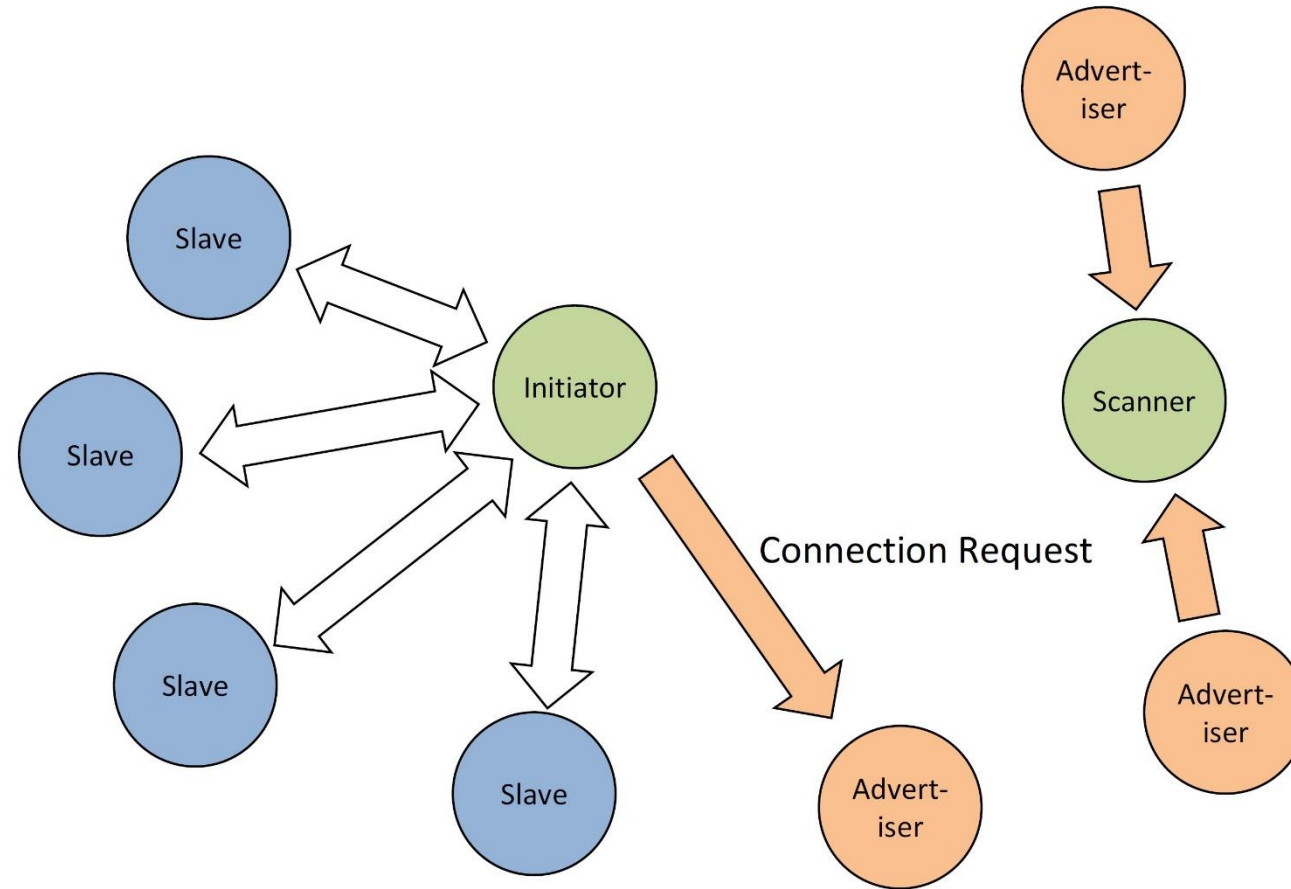 Advert-
iser
Slave
Initiator
Scanner
Slave
Connection Request
Slave
Advert-
iser
Slave
Advert-
iser